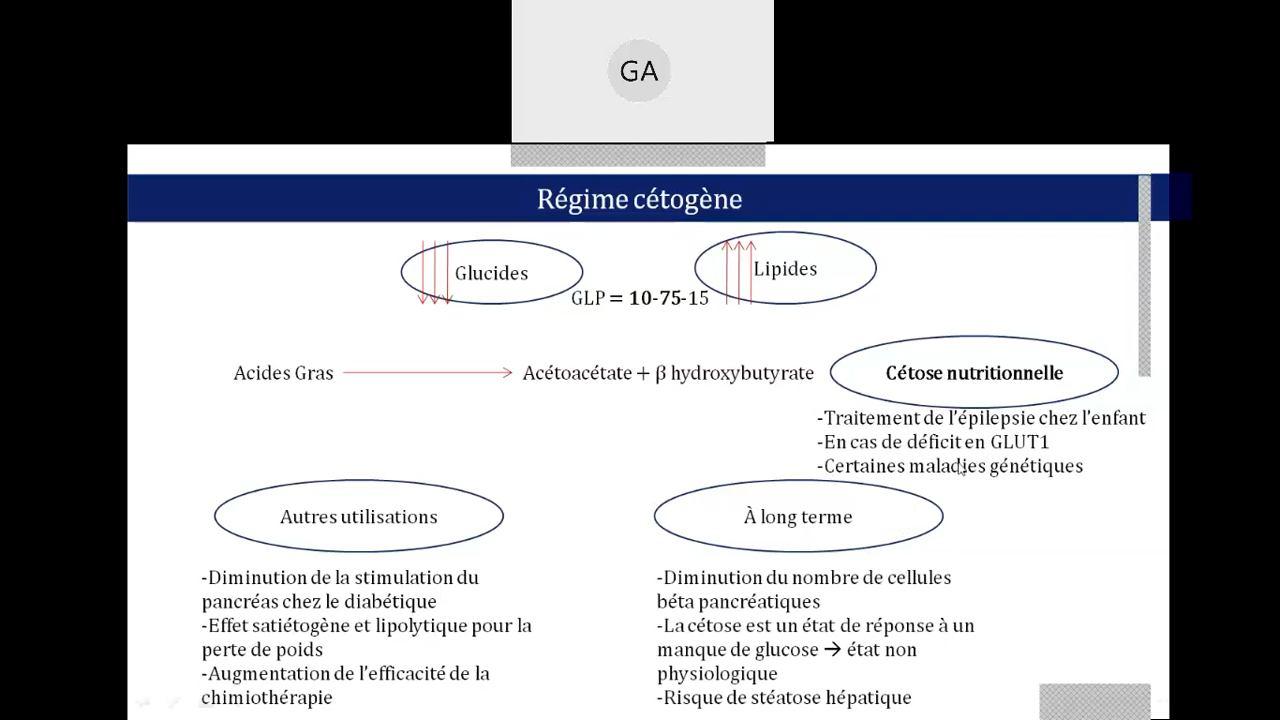 GA
Régime cétogène
Glucides
Lipides
GLP = 10-75-15
Acides Gras
Acétoacétate + β hydroxybutyrate
Cétose nutritionnelle
-Traitement de l'épilepsie chez l'enfant
-En cas de déficit en GLUT1
-Certaines maladies génétiques
Autres utilisations
-Diminution de la stimulation du
pancréas chez le diabétique
-Effet satiétogène et lipolytique pour la
perte de poids
-Augmentation de l'efficacité de la
chimiothérapie
À long terme
-Diminution du nombre de cellules
béta pancréatiques
-La cétose est un état de réponse à un
manque de glucose → état non
physiologique
-Risque de stéatose hépatique